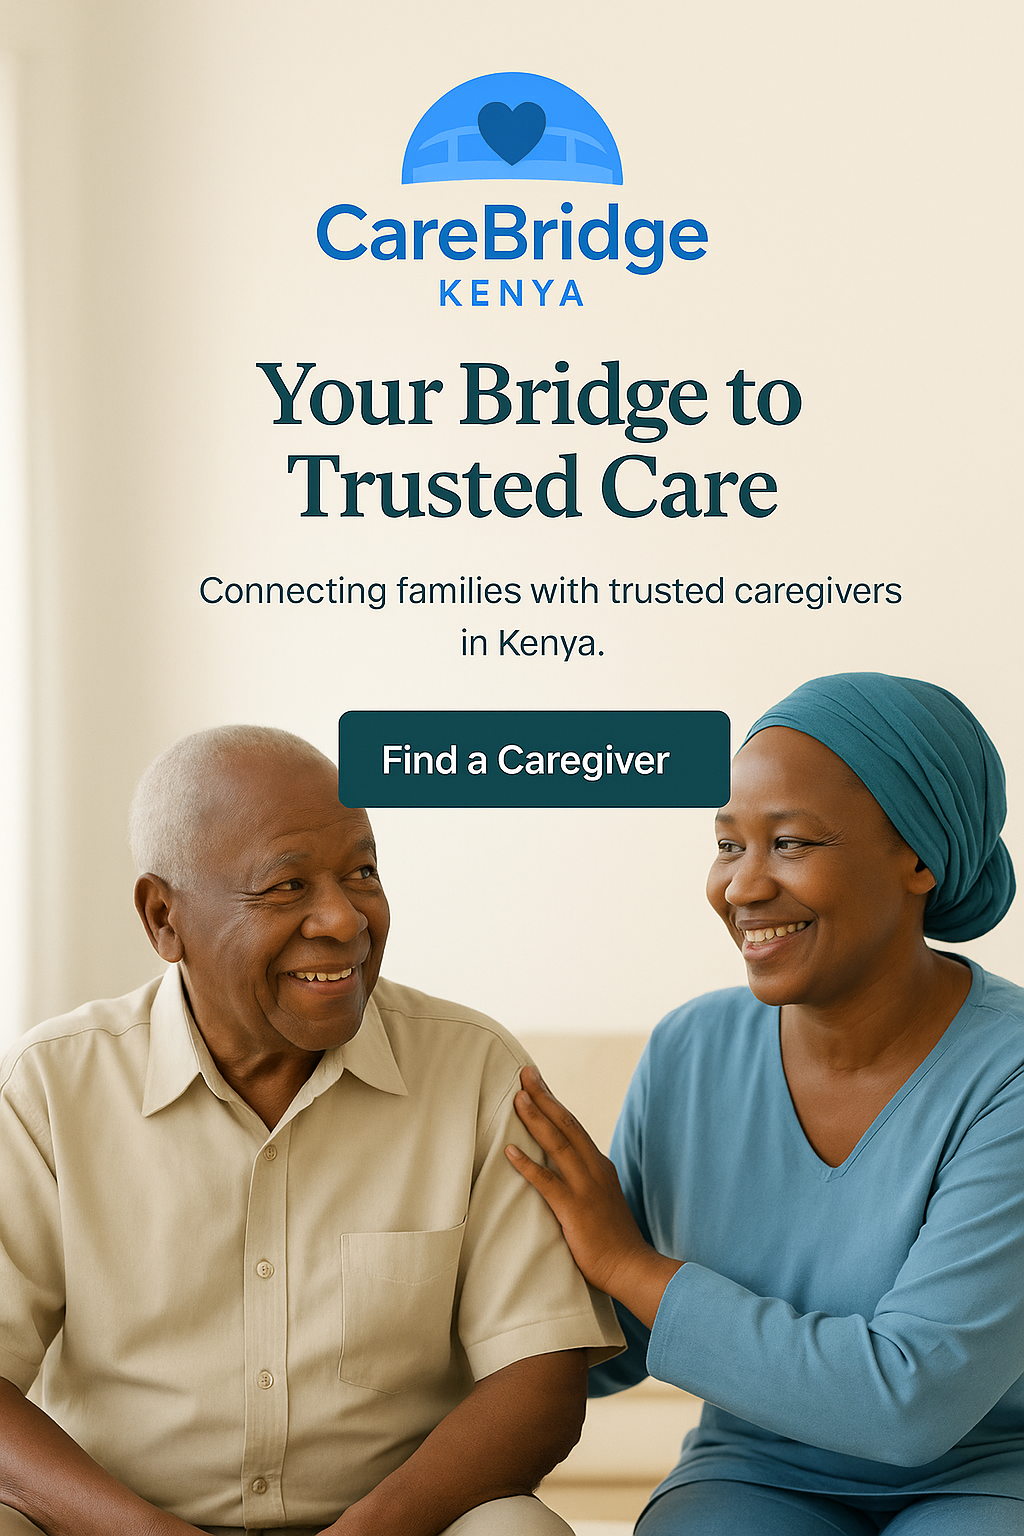 CareBridge
KENYA
Your Bridge to
Trusted Care
Connecting families with trusted caregivers
in Kenya.
Find a Caregiver